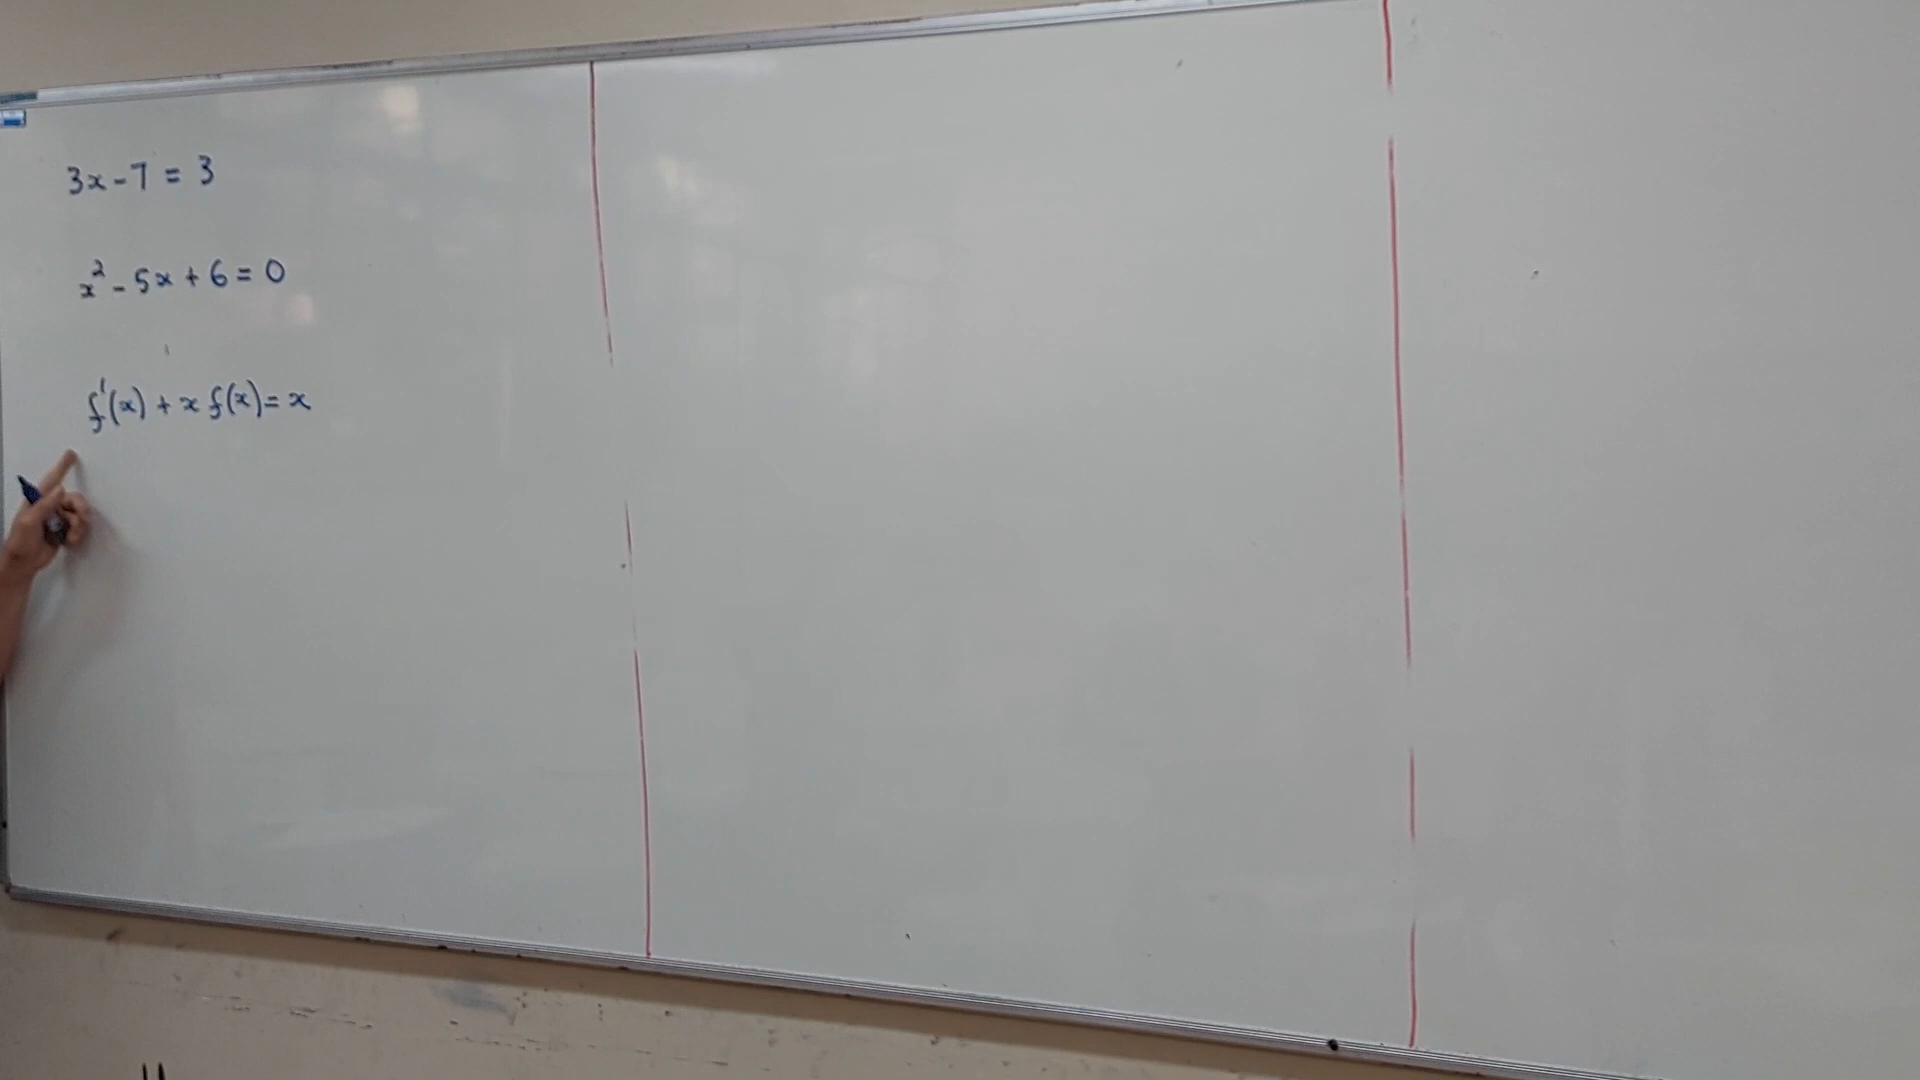 3x - 7 = 3
x² - 5x + 6 = 0
f'(x) + x f(x) = x